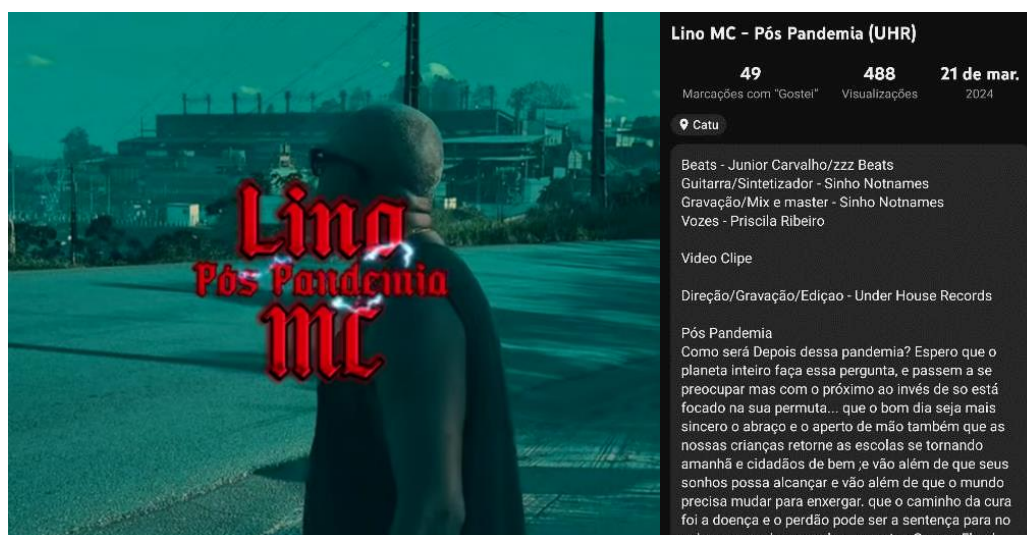 Lino
Pós Pandemia
MC
Lino MC - Pós Pandemia (UHR)
49
Marcações com "Gostei"
488
Visualizações
21 de mar.
2024
Catu
Beats - Junior Carvalho/zzz Beats
Guitarra/Sintetizador - Sinho Notnames
Gravação/Mix e master - Sinho Notnames
Vozes - Priscila Ribeiro
Video Clipe
Direção/Gravação/Ediçao - Under House Records
Pós Pandemia
Como será Depois dessa pandemia? Espero que o
planeta inteiro faça essa pergunta, e passem a se
preocupar mas com o próximo ao invés de so está
focado na sua permuta... que o bom dia seja mais
sincero o abraço e o aperto de mão também que as
nossas crianças retorne as escolas se tornando
amanhã e cidadãos de bem ;e vão além de que seus
sonhos possa alcançar e vão além de que o mundo
precisa mudar para enxergar. que o caminho da cura
foi a doença e o perdão pode ser a sentença para no